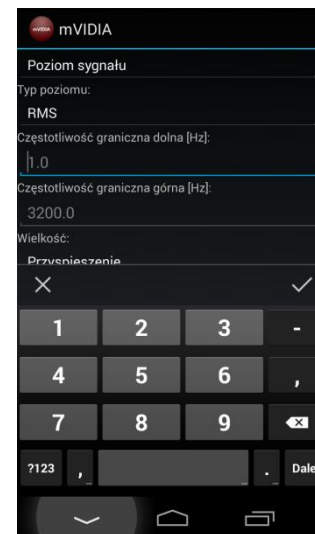 mVIDIA
Poziom sygnału
Typ poziomu:
RMS
Częstotliwość graniczna dolna [Hz]:
1.0
Częstotliwość graniczna górna [Hz]:
3200.0
Wielkość:
Przyspieszenie
1 2 3 -
4 5 6 ,
7 8 9
?123 , . Dale